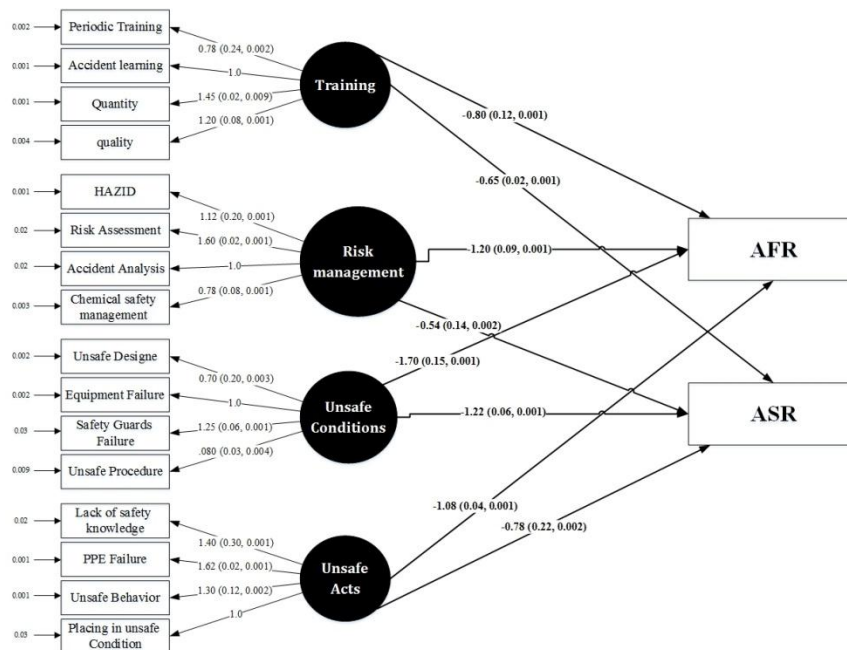 0.002
Periodic Training
0.78 (0.24, 0.002)
0.001
Accident learning
1.0
0.001
Quantity
1.45 (0.02, 0.009)
0.004
quality
1.20 (0.08, 0.001)
Training
-0.80 (0.12, 0.001)
-0.65 (0.02, 0.001)
0.001
HAZID
1.12 (0.20, 0.001)
0.02
Risk Assessment
1.60 (0.02, 0.001)
0.02
Accident Analysis
1.0
0.003
Chemical safety
management
0.78 (0.08, 0.001)
Risk
management
-1.20 (0.09, 0.001)
-0.54 (0.14, 0.002)
AFR
0.002
Unsafe Designe
0.70 (0.20, 0.003)
0.002
Equipment Failure
1.0
0.03
Safety Guards
Failure
1.25 (0.06, 0.001)
0.009
Unsafe Procedure
.080 (0.03, 0.004)
Unsafe
Conditions
-1.70 (0.15, 0.001)
-1.22 (0.06, 0.001)
ASR
0.02
Lack of safety
knowledge
1.40 (0.30, 0.001)
0.001
PPE Failure
1.62 (0.02, 0.001)
0.001
Unsafe Behavior
1.30 (0.12, 0.002)
0.03
Placing in unsafe
Condition
1.0
Unsafe
Acts
-1.08 (0.04, 0.001)
-0.78 (0.22, 0.002)